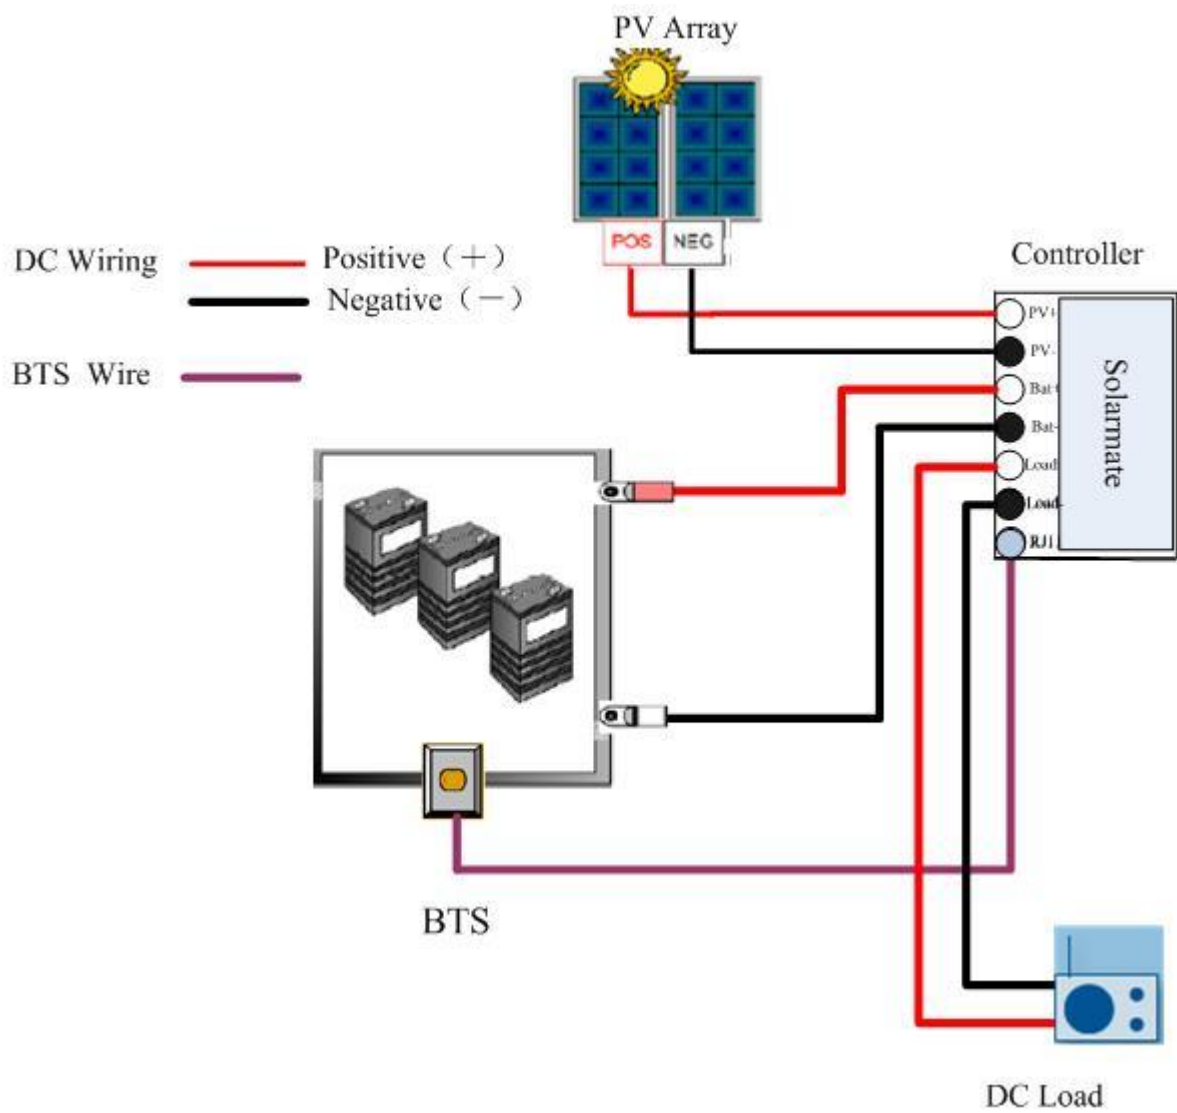 PV Array
POS NEG
DC Wiring Positive（＋）
Negative（－）
BTS Wire
Controller
PV+
PV-
Bat+
Bat-
Load
Load-
RJ1
Solarmate
BTS
DC Load